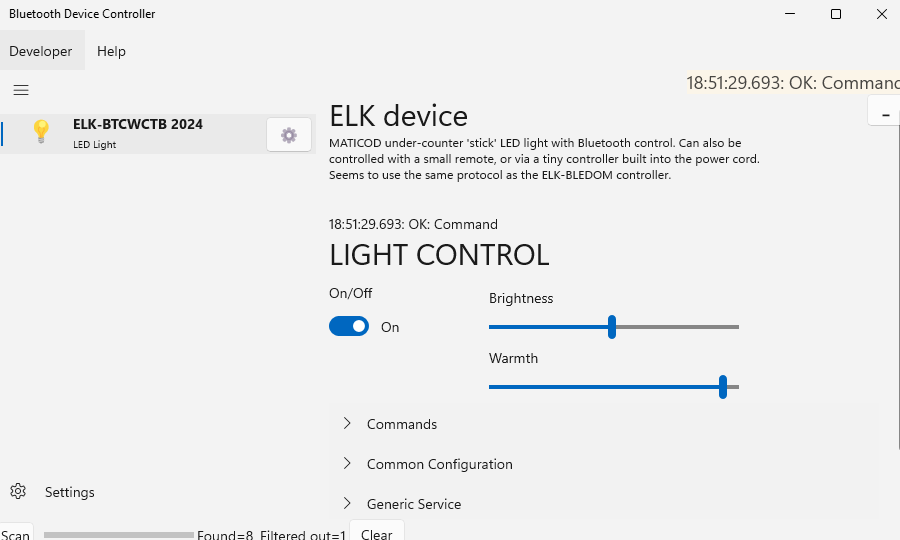 Bluetooth Device Controller
Developer Help
18:51:29.693: OK: Command
ELK-BTCWCTB 2024
LED Light
ELK device
MATICOD under-counter 'stick' LED light with Bluetooth control. Can also be
controlled with a small remote, or via a tiny controller built into the power cord.
Seems to use the same protocol as the ELK-BLEDOM controller.
18:51:29.693: OK: Command
LIGHT CONTROL
On/Off
On
Brightness
Warmth
Commands
Common Configuration
Generic Service
Settings
Scan
Found=8 Filtered out=1
Clear